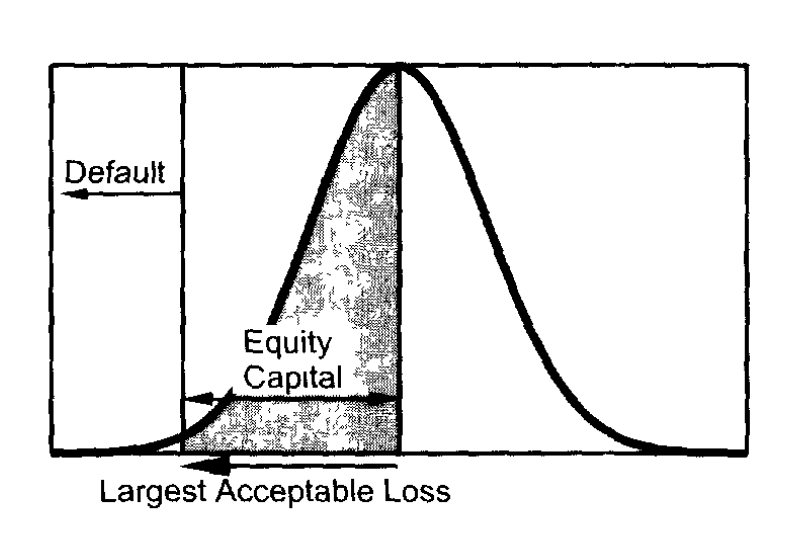 Default
Equity
Capital
Largest Acceptable Loss